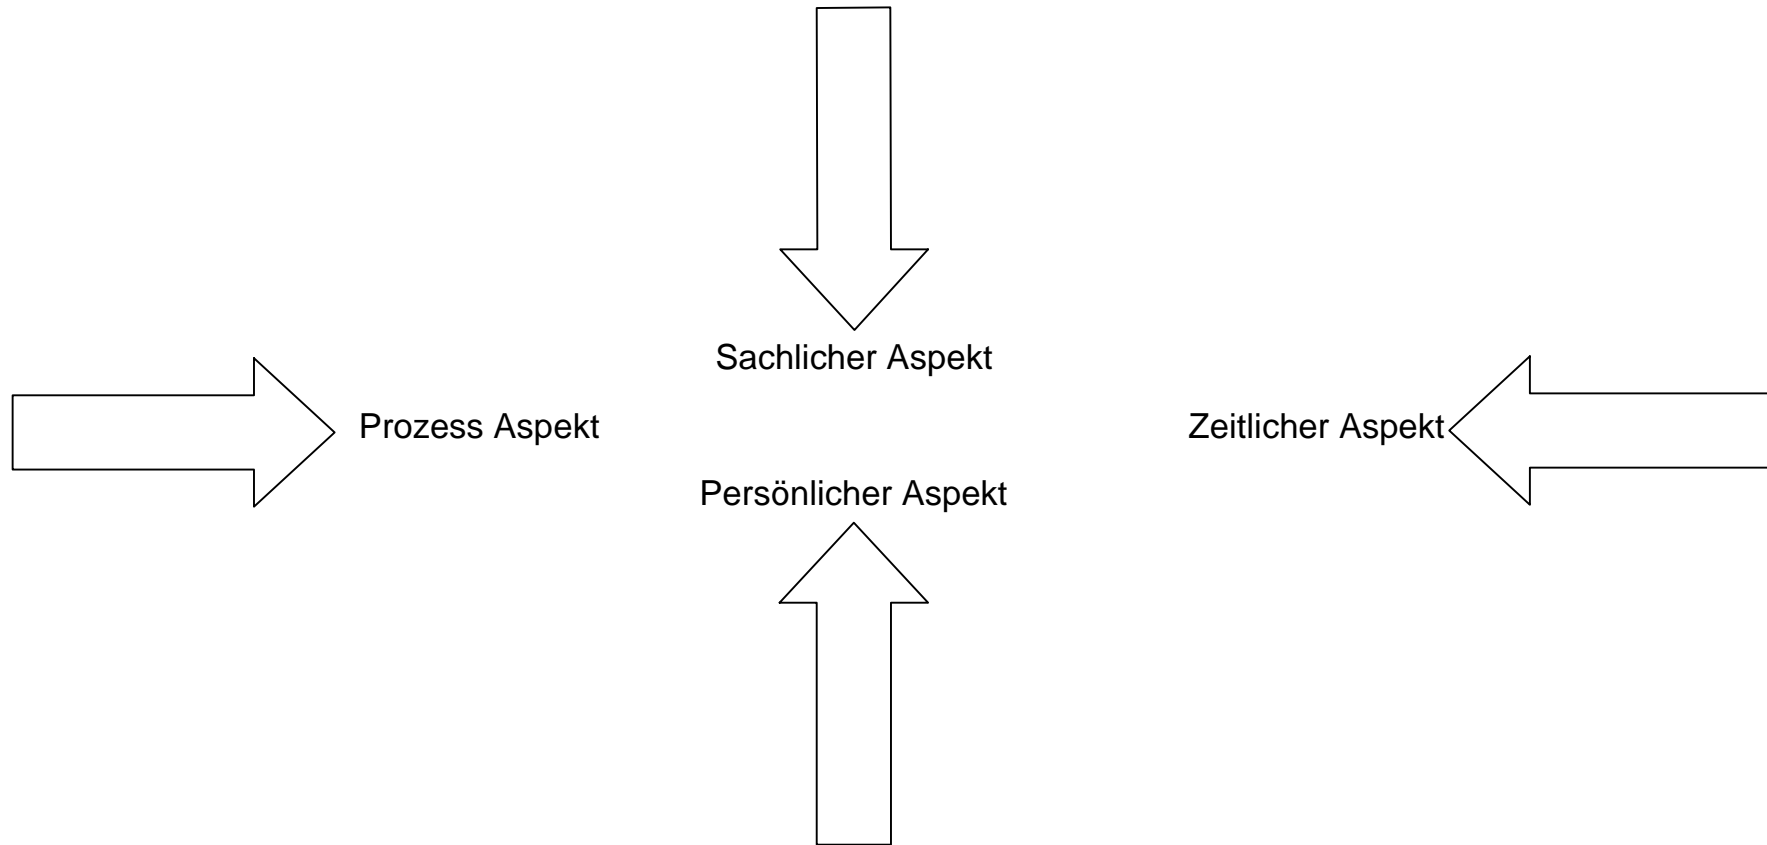 Sachlicher Aspekt
Prozess Aspekt
Zeitlicher Aspekt
Persönlicher Aspekt